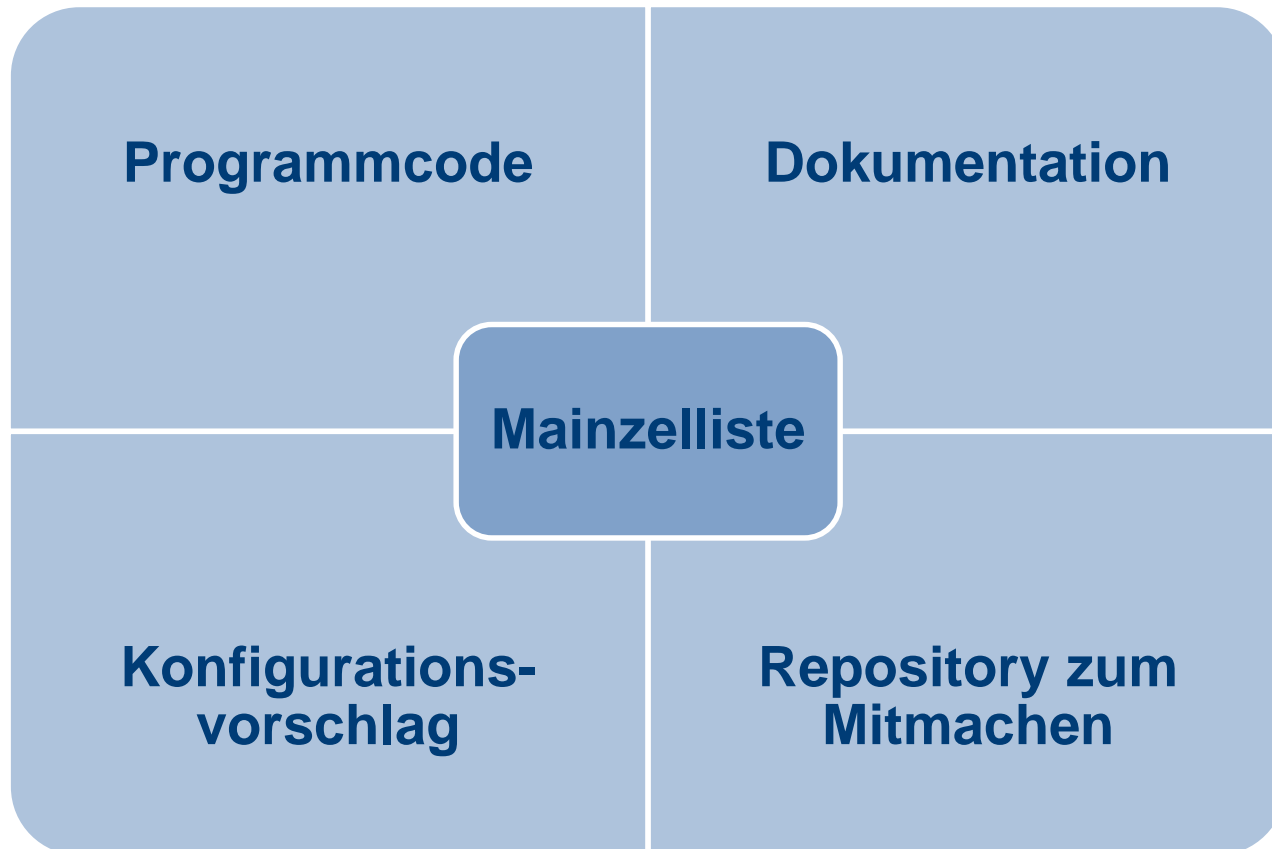 Programmcode
Dokumentation
Mainzelliste
Konfigurations-
vorschlag
Repository zum
Mitmachen